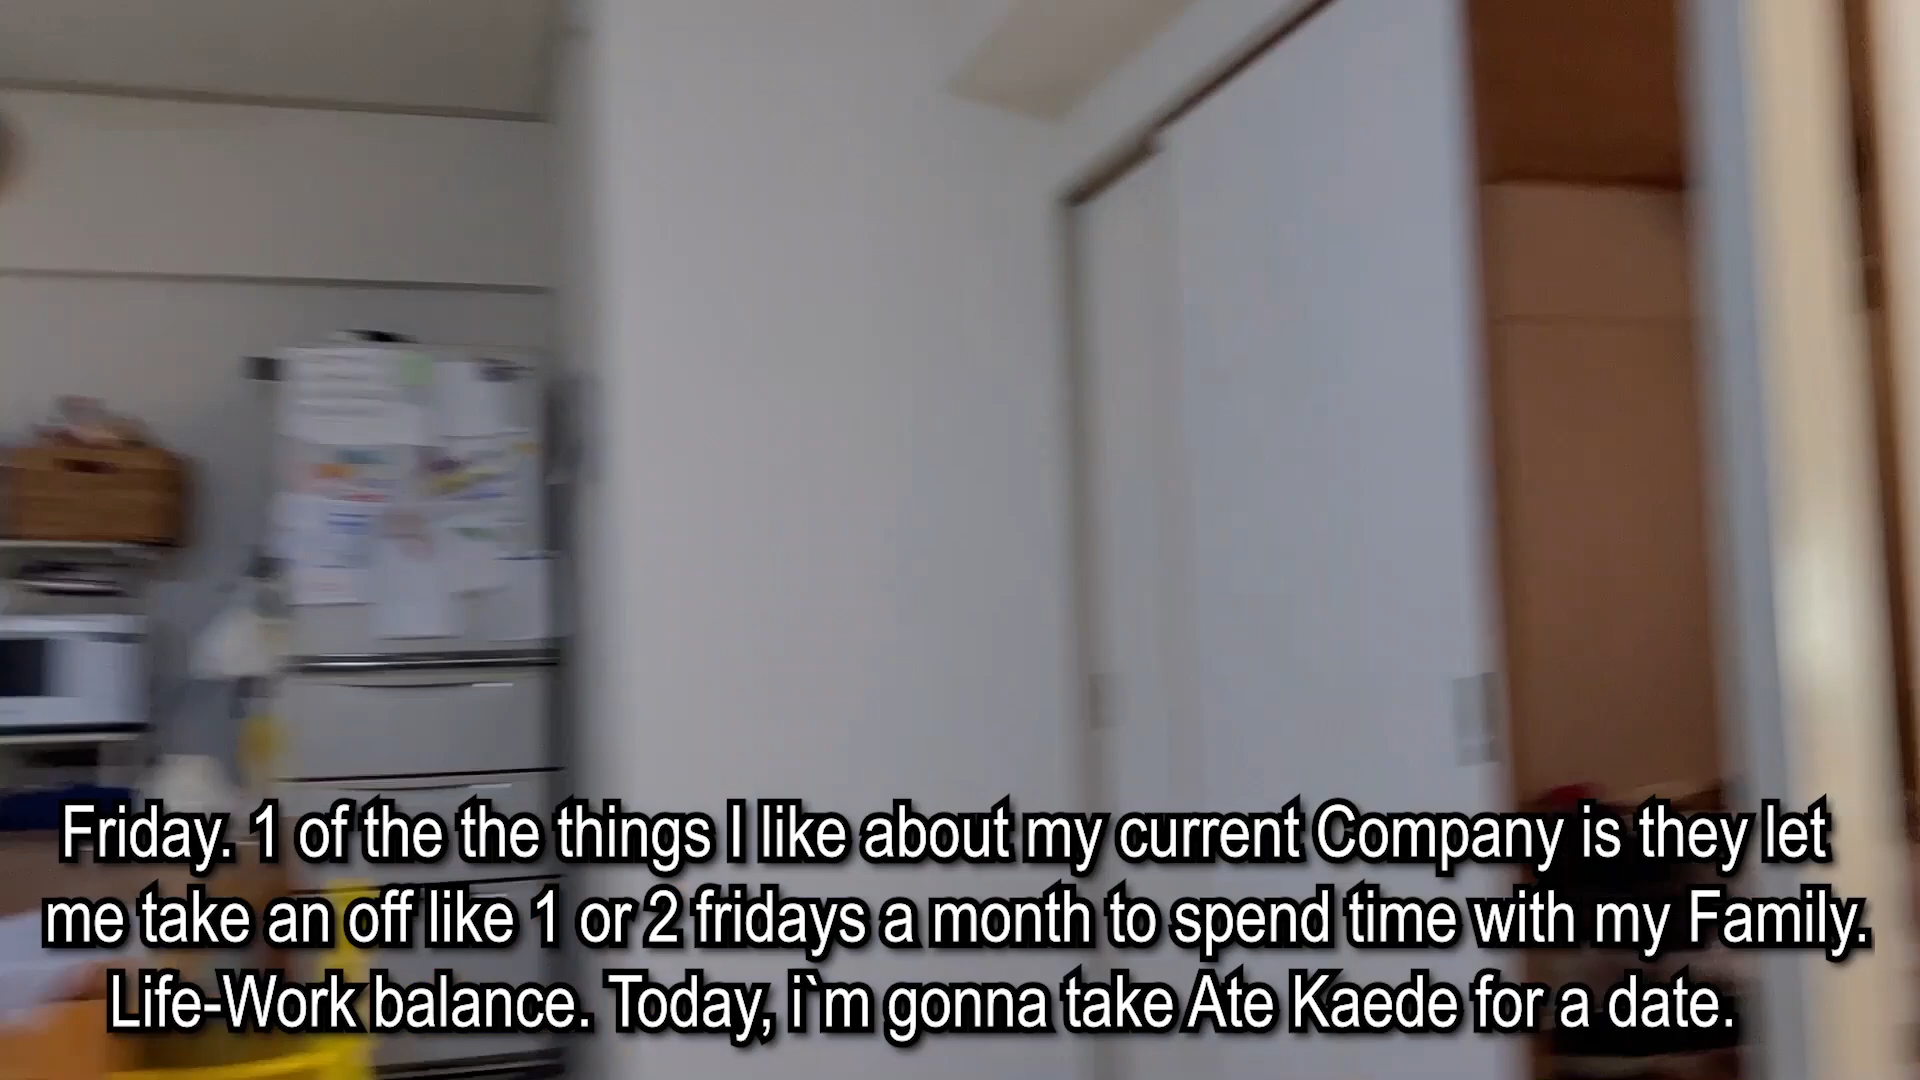 Friday. 1 of the the things I like about my current Company is they let
me take an off like 1 or 2 fridays a month to spend time with my Family.
Life-Work balance. Today, i`m gonna take Ate Kaede for a date.